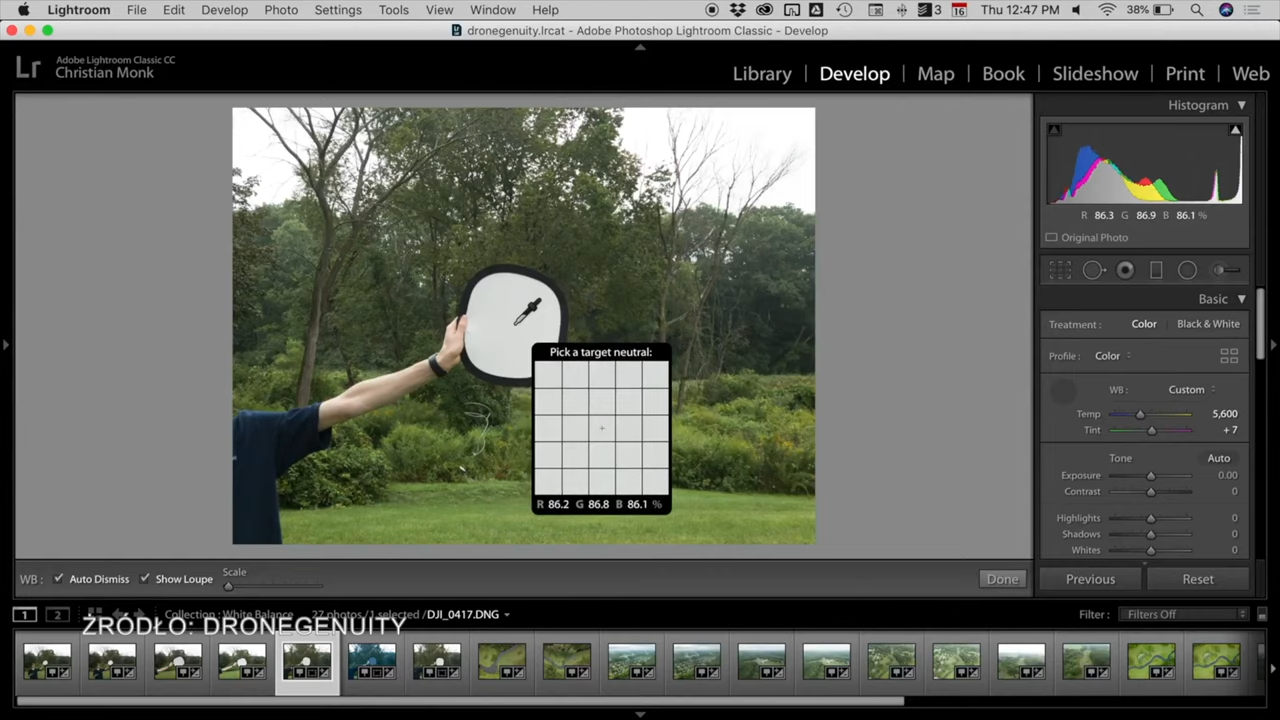 Lightroom File Edit Develop Photo Settings Tools View Window Help 3 16 Thu 12:47 PM 38%
dronegenuity.lrcat - Adobe Photoshop Lightroom Classic - Develop
Lr Adobe Lightroom Classic CC
Christian Monk
Library Develop Map Book Slideshow Print Web
Histogram
R 86.3 G 86.9 B 86.1 %
Original Photo
Basic
Treatment : Color Black & White
Profile : Color
WB : Custom
Temp 5,600
Tint + 7
Tone Auto
Exposure 0.00
Contrast 0
Highlights 0
Shadows 0
Whites 0
Pick a target neutral:
R 86.2 G 86.8 B 86.1 %
WB : Auto Dismiss Show Loupe Scale Done Previous Reset
1 2 Collection : White Balance 27 photos /1 selected /DJI_0417.DNG Filter : Filters Off
ŹRÓDŁO: DRONEGENUITY